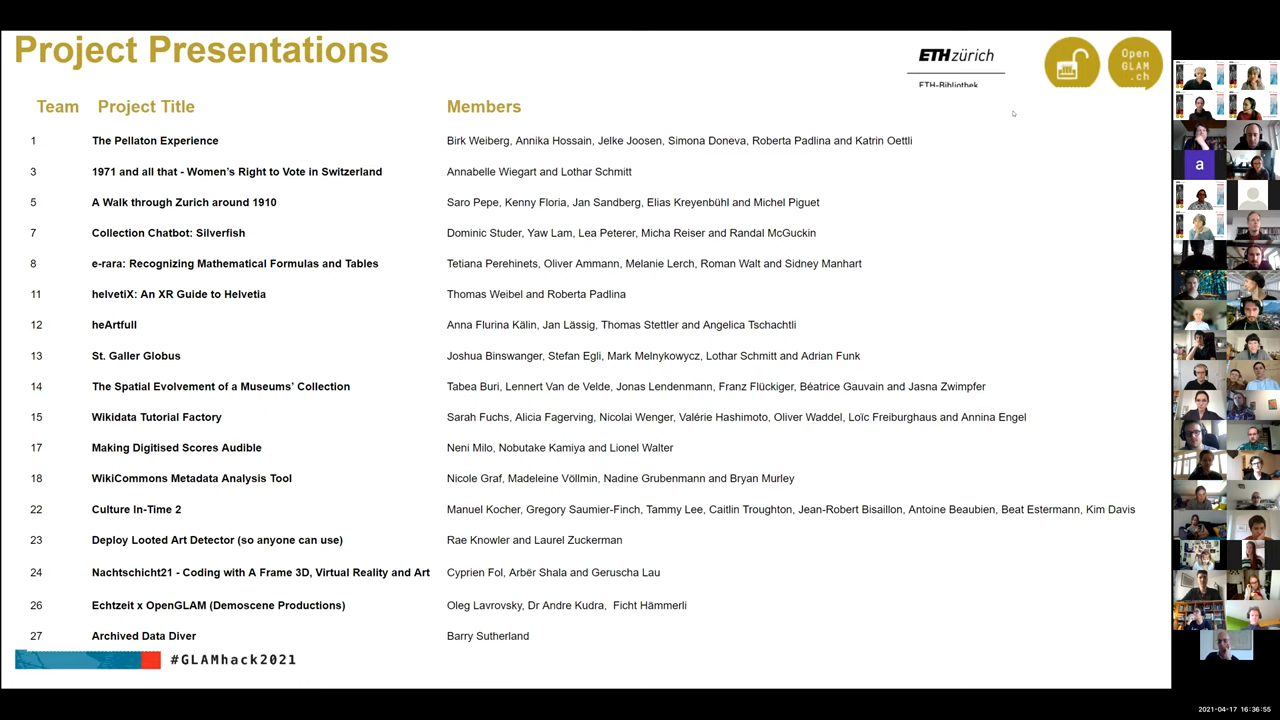 Project Presentations
ETH zürich
ETH-Bibliothek
Open
GLAM
.ch
Team Project Title Members
1 The Pellaton Experience Birk Weiberg, Annika Hossain, Jelke Joosen, Simona Doneva, Roberta Padlina and Katrin Oettli
3 1971 and all that - Women's Right to Vote in Switzerland Annabelle Wiegart and Lothar Schmitt
5 A Walk through Zurich around 1910 Saro Pepe, Kenny Floria, Jan Sandberg, Elias Kreyenbühl and Michel Piguet
7 Collection Chatbot: Silverfish Dominic Studer, Yaw Lam, Lea Peterer, Micha Reiser and Randal McGuckin
8 e-rara: Recognizing Mathematical Formulas and Tables Tetiana Perehinets, Oliver Ammann, Melanie Lerch, Roman Walt and Sidney Manhart
11 helvetiX: An XR Guide to Helvetia Thomas Weibel and Roberta Padlina
12 heArtfull Anna Flurina Kälin, Jan Lässig, Thomas Stettler and Angelica Tschachtli
13 St. Galler Globus Joshua Binswanger, Stefan Egli, Mark Melnykowycz, Lothar Schmitt and Adrian Funk
14 The Spatial Evolvement of a Museums' Collection Tabea Buri, Lennert Van de Velde, Jonas Lendenmann, Franz Flückiger, Béatrice Gauvain and Jasna Zwimpfer
15 Wikidata Tutorial Factory Sarah Fuchs, Alicia Fagerving, Nicolai Wenger, Valérie Hashimoto, Oliver Waddel, Loïc Freiburghaus and Annina Engel
17 Making Digitised Scores Audible Neni Milo, Nobutake Kamiya and Lionel Walter
18 WikiCommons Metadata Analysis Tool Nicole Graf, Madeleine Völlmin, Nadine Grubenmann and Bryan Murley
22 Culture In-Time 2 Manuel Kocher, Gregory Saumier-Finch, Tammy Lee, Caitlin Troughton, Jean-Robert Bisaillon, Antoine Beaubien, Beat Estermann, Kim Davis
23 Deploy Looted Art Detector (so anyone can use) Rae Knowler and Laurel Zuckerman
24 Nachtschicht21 - Coding with A Frame 3D, Virtual Reality and Art Cyprien Fol, Arbër Shala and Geruscha Lau
26 Echtzeit x OpenGLAM (Demoscene Productions) Oleg Lavrovsky, Dr Andre Kudra, Ficht Hämmerli
27 Archived Data Diver Barry Sutherland
#GLAMhack2021
a
2021-04-17 16:36:55